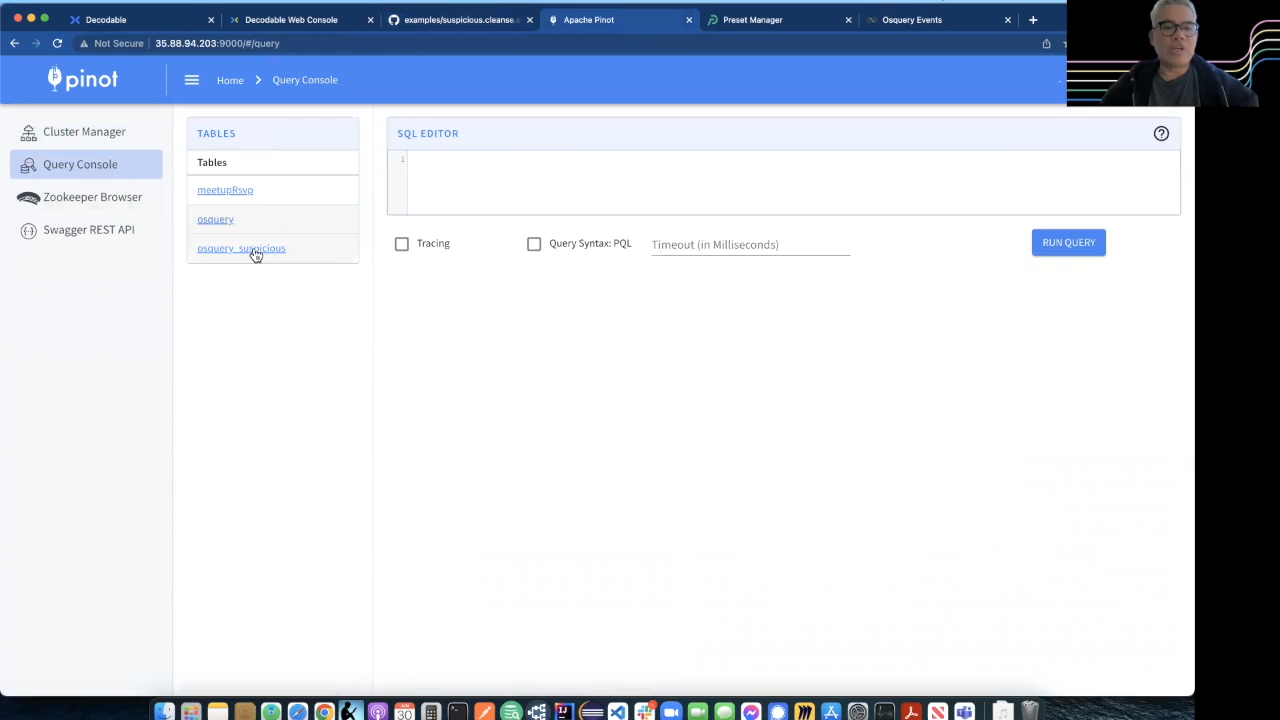 Decodable
Decodable Web Console
examples/suspicious.cleanse.s
Apache Pinot
Preset Manager
Osquery Events
Not Secure
35.88.94.203:9000/#/query
pinot
Home
Query Console
Cluster Manager
Query Console
Zookeeper Browser
Swagger REST API
TABLES
Tables
meetupRsvp
osquery
osquery_suspicious
SQL EDITOR
1
Tracing
Query Syntax: PQL
Timeout (in Milliseconds)
RUN QUERY
30